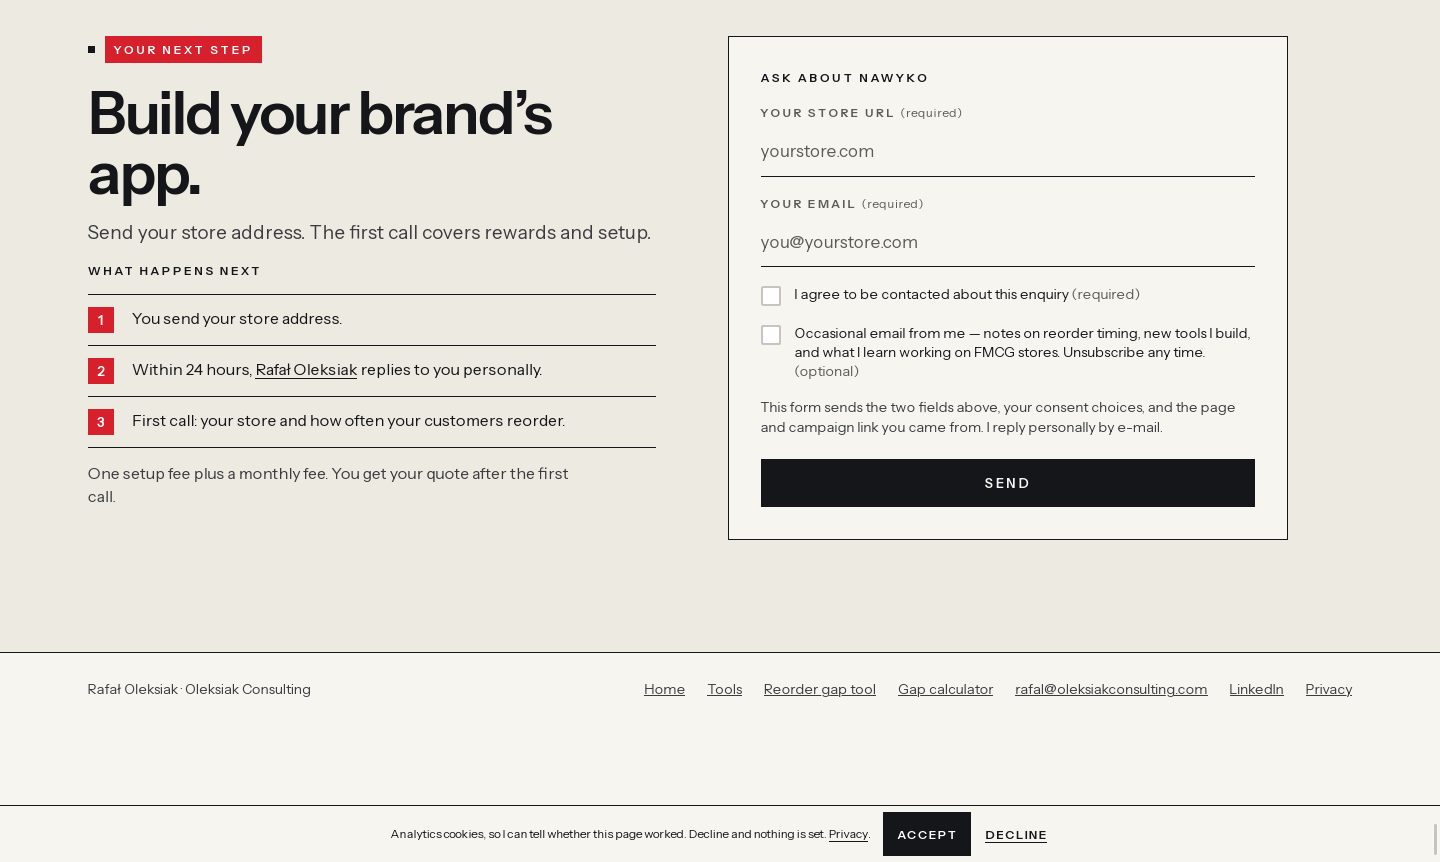 YOUR NEXT STEP
Build your brand’s
app.
Send your store address. The first call covers rewards and setup.
WHAT HAPPENS NEXT
1 You send your store address.
2 Within 24 hours, Rafał Oleksiak replies to you personally.
3 First call: your store and how often your customers reorder.
One setup fee plus a monthly fee. You get your quote after the first
call.
ASK ABOUT NAWYKO
YOUR STORE URL (required)
yourstore.com
YOUR EMAIL (required)
you@yourstore.com
I agree to be contacted about this enquiry (required)
Occasional email from me — notes on reorder timing, new tools I build,
and what I learn working on FMCG stores. Unsubscribe any time.
(optional)
This form sends the two fields above, your consent choices, and the page
and campaign link you came from. I reply personally by e-mail.
SEND
Rafał Oleksiak · Oleksiak Consulting
Home Tools Reorder gap tool Gap calculator rafal@oleksiakconsulting.com LinkedIn Privacy
Analytics cookies, so I can tell whether this page worked. Decline and nothing is set. Privacy. ACCEPT DECLINE